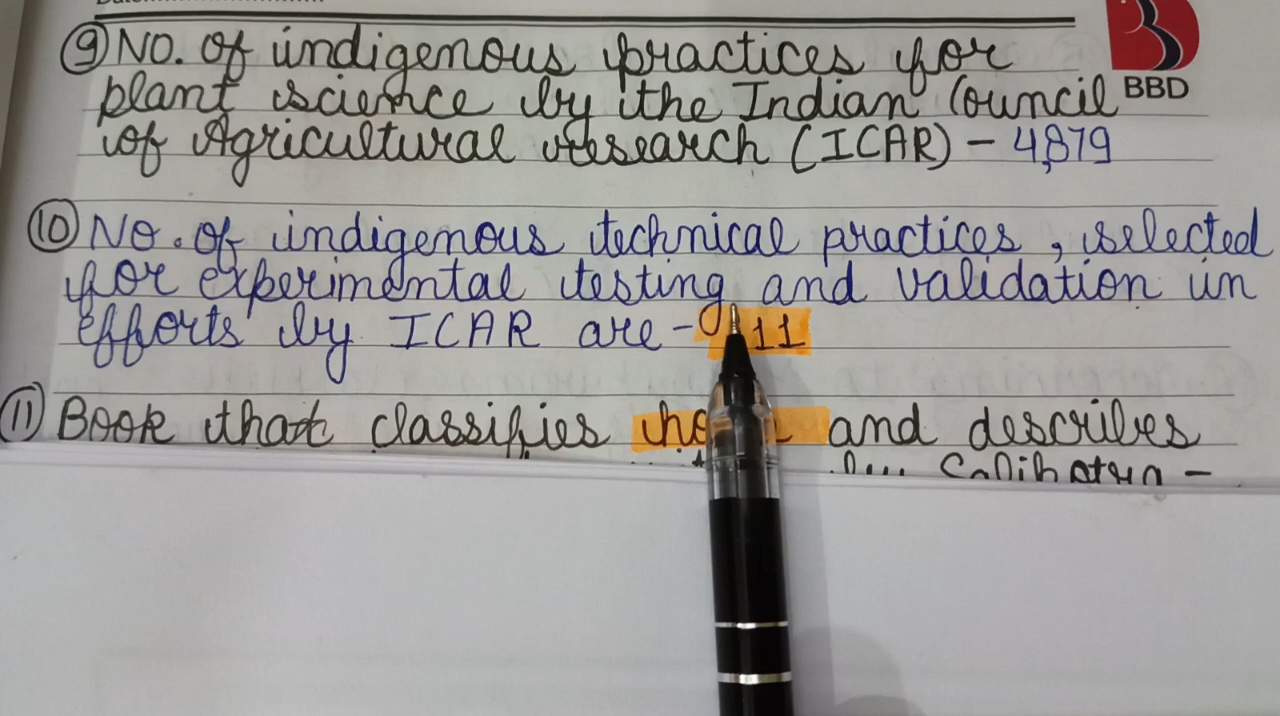 BBD
⑨ No. of indigenous practices for
plant science by the Indian Council
of Agricultural research (ICAR) - 4,879
⑩ No. of indigenous technical practices, selected
for experimental testing and validation in
efforts by ICAR are - 11
⑪ Book that classifies and describes